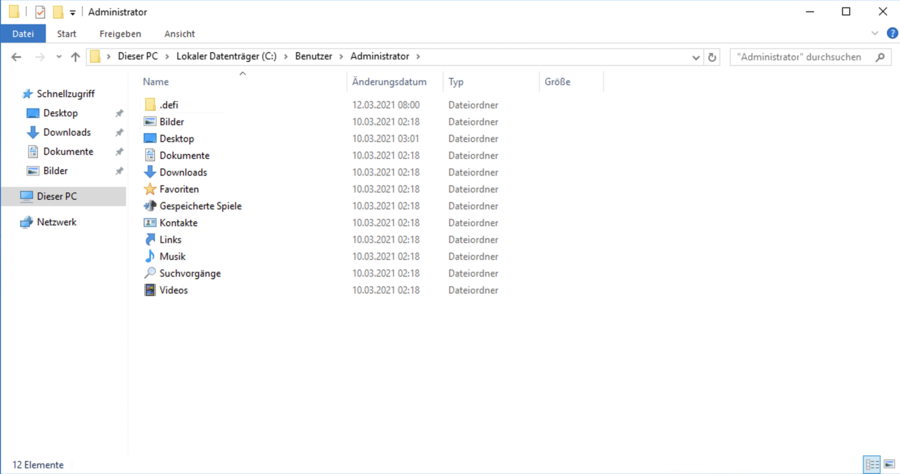 Administrator
Datei Start Freigeben Ansicht
Dieser PC Lokaler Datenträger (C:) Benutzer Administrator "Administrator" durchsuchen
Name Änderungsdatum Typ Größe
Schnellzugriff
Desktop
Downloads
Dokumente
Bilder
Dieser PC
Netzwerk
.defi 12.03.2021 08:00 Dateiordner
Bilder 10.03.2021 02:18 Dateiordner
Desktop 10.03.2021 03:01 Dateiordner
Dokumente 10.03.2021 02:18 Dateiordner
Downloads 10.03.2021 02:18 Dateiordner
Favoriten 10.03.2021 02:18 Dateiordner
Gespeicherte Spiele 10.03.2021 02:18 Dateiordner
Kontakte 10.03.2021 02:18 Dateiordner
Links 10.03.2021 02:18 Dateiordner
Musik 10.03.2021 02:18 Dateiordner
Suchvorgänge 10.03.2021 02:18 Dateiordner
Videos 10.03.2021 02:18 Dateiordner
12 Elemente